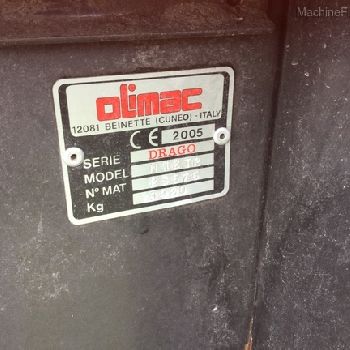 MachineF
olimac
12081 BEINETTE (CUNEO) - ITALY
CE 2005
SERIE DRAGO
MODEL
N° MAT
Kg